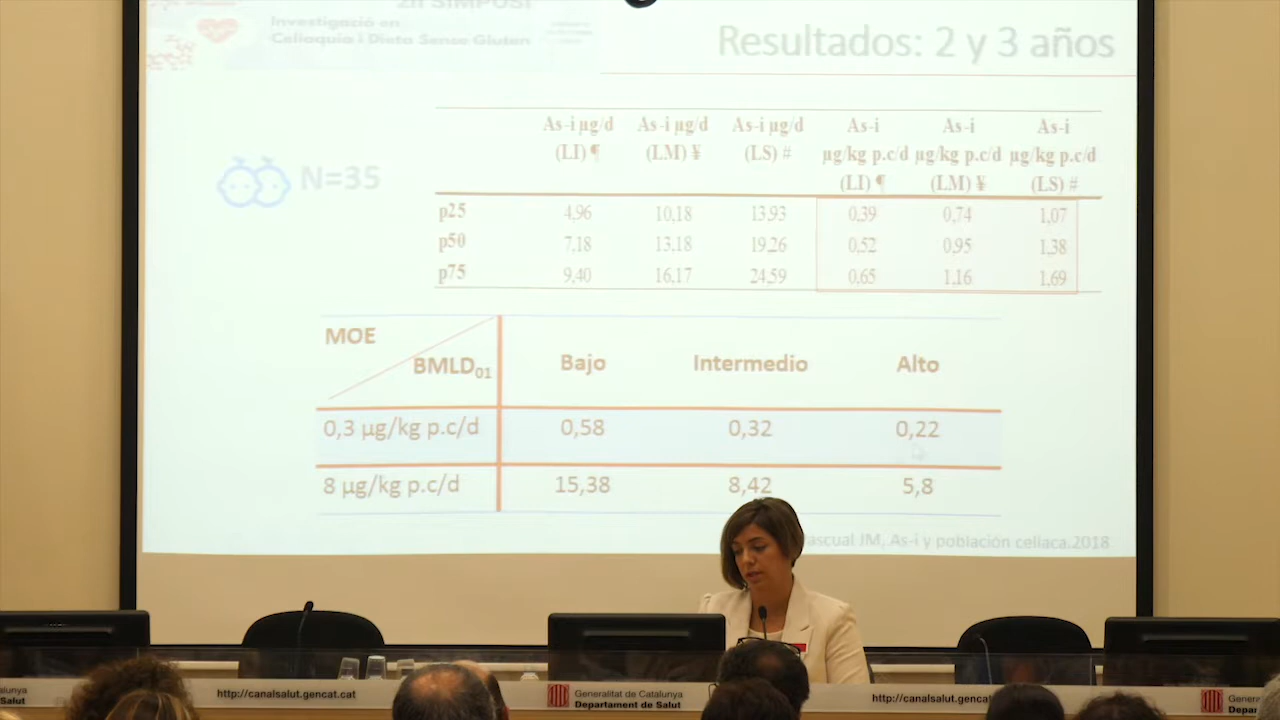 2n SIMPOSI
Investigació en
Celiaquia i Dieta Sense Gluten
Resultados: 2 y 3 años
N=35
As-i µg/d (LI) ¶ As-i µg/d (LM) ¥ As-i µg/d (LS) # As-i µg/kg p.c/d (LI) ¶ As-i µg/kg p.c/d (LM) ¥ As-i µg/kg p.c/d (LS) #
p25 4,96 10,18 13,93 0,39 0,74 1,07
p50 7,18 13,18 19,26 0,52 0,95 1,38
p75 9,40 16,17 24,59 0,65 1,16 1,69
MOE
BMLD01 Bajo Intermedio Alto
0,3 µg/kg p.c/d 0,58 0,32 0,22
8 µg/kg p.c/d 15,38 8,42 5,8
JM, As-i y población celiaca.2018
http://canalsalut.gencat.cat
Generalitat de Catalunya
Departament de Salut
http://canalsalut.gencat
Salut